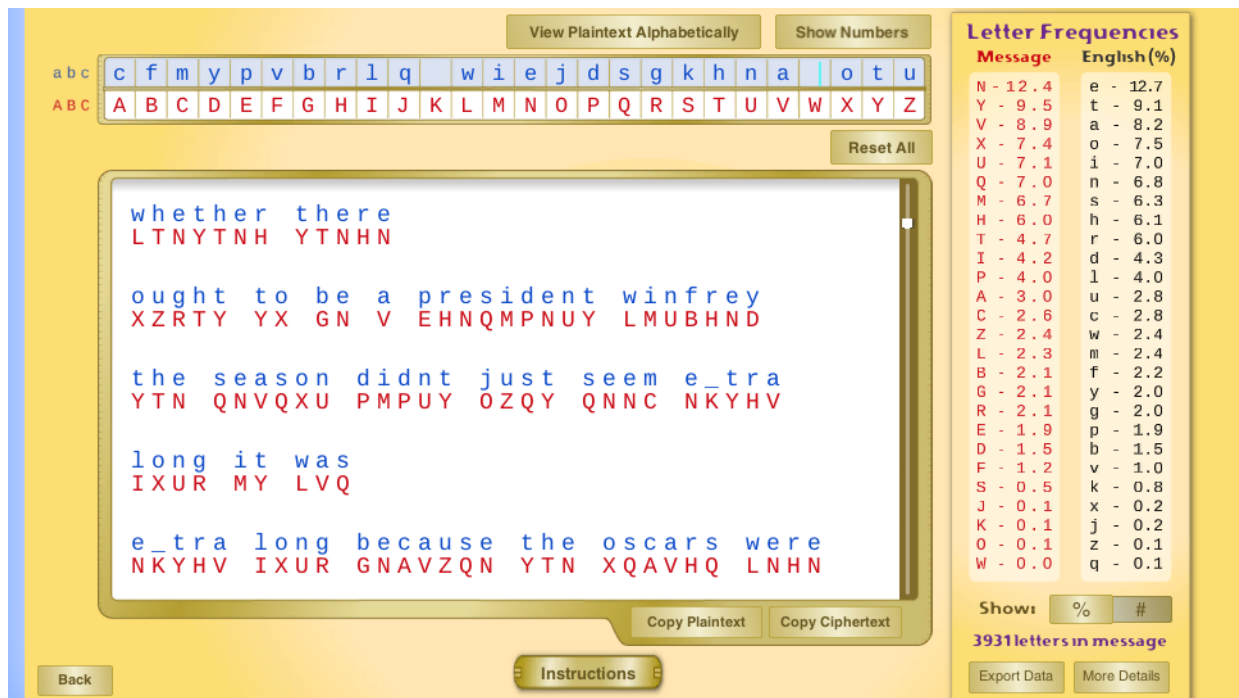 View Plaintext Alphabetically Show Numbers
a b c c f m y p v b r l q w i e j d s g k h n a o t u
A B C A B C D E F G H I J K L M N O P Q R S T U V W X Y Z
Reset All
whether there
LTNYTNH YTNHN
ought to be a president winfrey
XZRTY YX GN V EHNQMPNUY LMUBHND
the season didnt just seem e_tra
YTN QNVQXU PMPUY OZQY QNNC NKYHV
long it was
IXUR MY LVQ
e_tra long because the oscars were
NKYHV IXUR GNAVZQN YTN XQAVHQ LNHN
Copy Plaintext Copy Ciphertext
Instructions
Back
Letter Frequencies
Message English (%)
N - 12.4 e - 12.7
Y - 9.5 t - 9.1
V - 8.9 a - 8.2
X - 7.4 o - 7.5
U - 7.1 i - 7.0
Q - 7.0 n - 6.8
M - 6.7 s - 6.3
H - 6.0 h - 6.1
T - 4.7 r - 6.0
I - 4.2 d - 4.3
P - 4.0 l - 4.0
A - 3.0 u - 2.8
C - 2.6 c - 2.8
Z - 2.4 w - 2.4
L - 2.3 m - 2.4
B - 2.1 f - 2.2
G - 2.1 y - 2.0
R - 2.1 g - 2.0
E - 1.9 p - 1.9
D - 1.5 b - 1.5
F - 1.2 v - 1.0
S - 0.5 k - 0.8
J - 0.1 x - 0.2
K - 0.1 j - 0.2
O - 0.1 z - 0.1
W - 0.0 q - 0.1
Show: % #
3931 letters in message
Export Data More Details